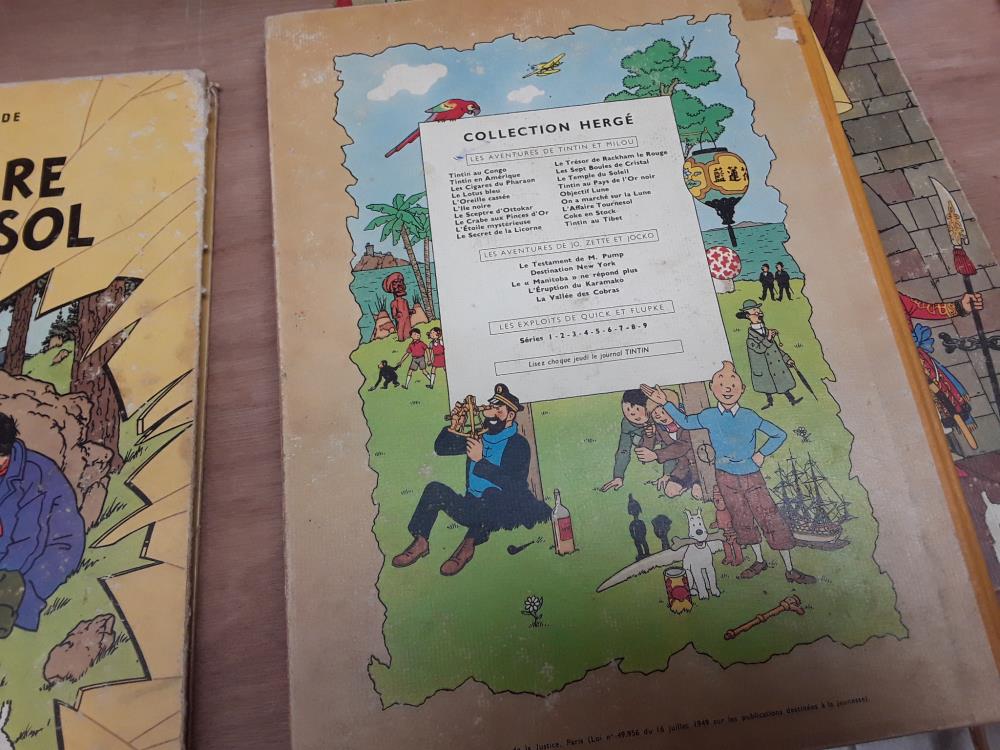 DE
RE
SOL
COLLECTION HERGÉ
LES AVENTURES DE TINTIN ET MILOU
Tintin au Congo
Tintin en Amérique
Les Cigares du Pharaon
Le Lotus bleu
L'Oreille cassée
L'Ile noire
Le Sceptre d'Ottokar
Le Crabe aux Pinces d'Or
L'Étoile mystérieuse
Le Secret de la Licorne
Le Trésor de Rackham le Rouge
Les Sept Boules de Cristal
Le Temple du Soleil
Tintin au Pays de l'Or noir
Objectif Lune
On a marché sur la Lune
L'Affaire Tournesol
Coke en Stock
Tintin au Tibet
LES AVENTURES DE JO, ZETTE ET JOCKO
Le Testament de M. Pump
Destination New York
Le « Manitoba » ne répond plus
L'Éruption du Karamako
La Vallée des Cobras
LES EXPLOITS DE QUICK ET FLUPKE
Séries 1 - 2 - 3 - 4 - 5 - 6 - 7 - 8 - 9
Lisez chaque jeudi le journal TINTIN
de la Justice, Paris (Loi n° 49.956 du 16 juillet 1949 sur les publications destinées à la jeunesse).